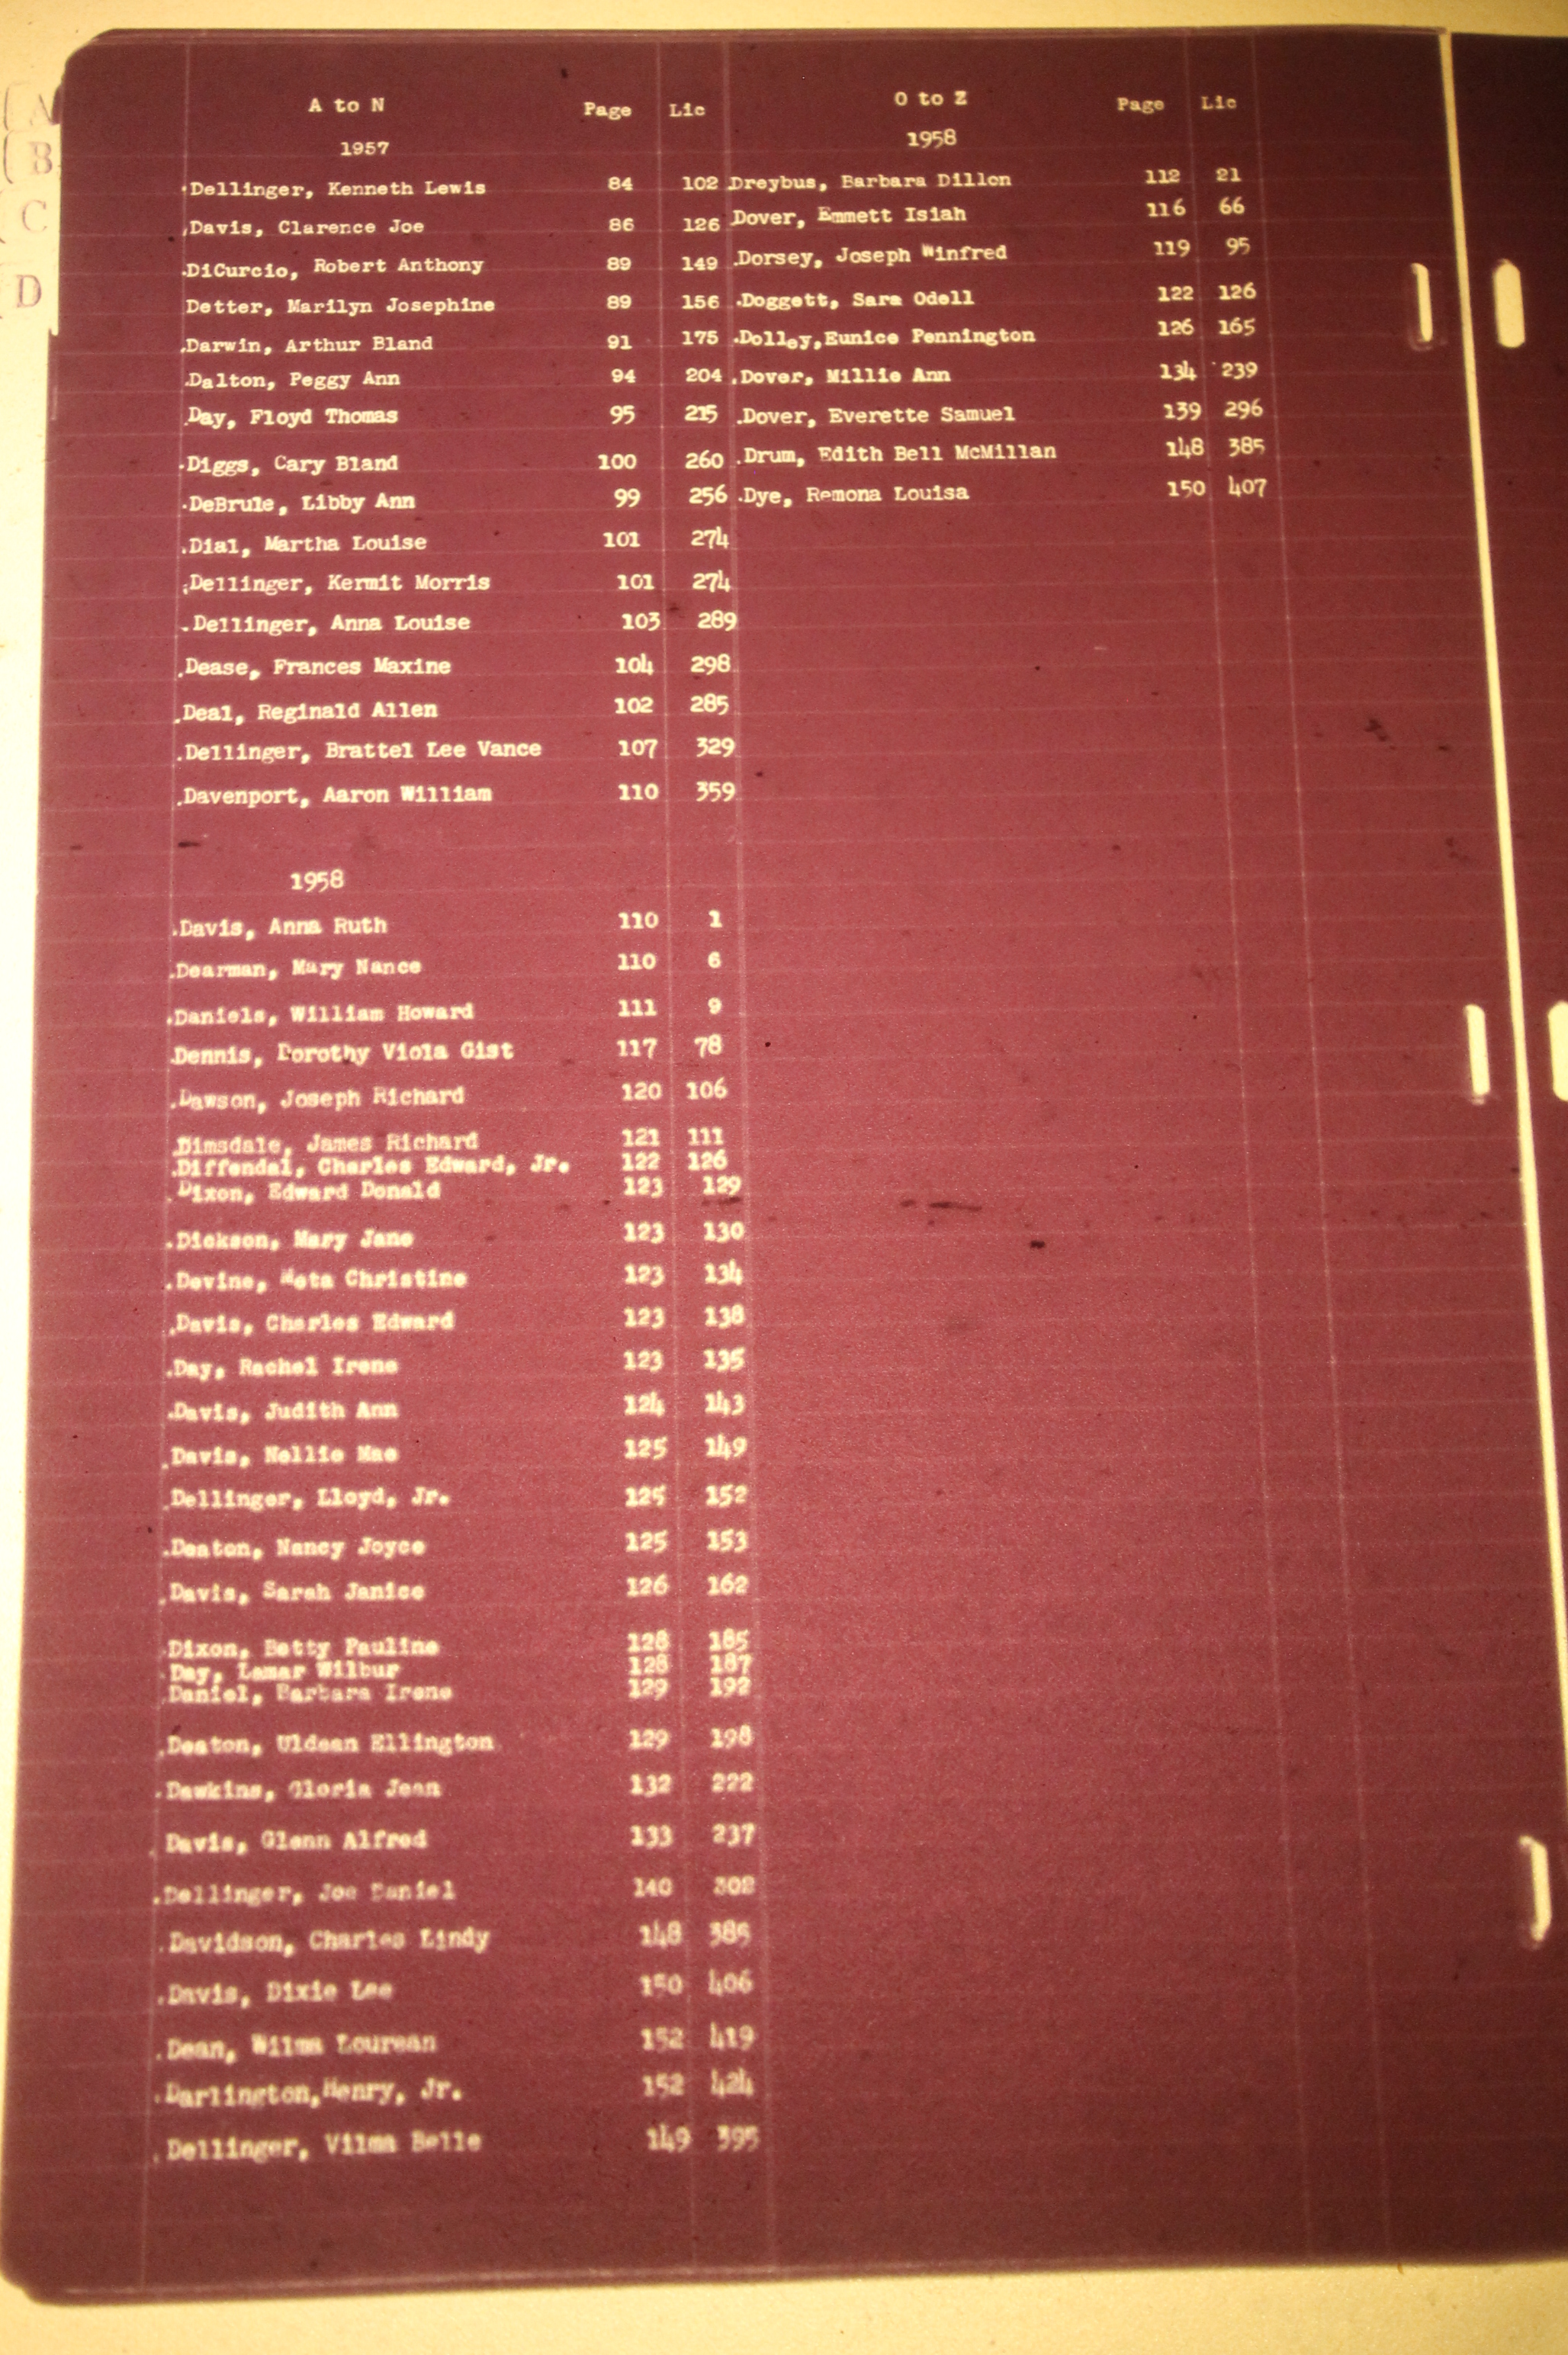 A to N Page Lic
1957
Dellinger, Kenneth Lewis 84 102
Davis, Clarence Joe 86 126
DiCurcio, Robert Anthony 89 149
Detter, Marilyn Josephine 89 156
Darwin, Arthur Bland 91 175
Dalton, Peggy Ann 94 204
Day, Floyd Thomas 95 215
Diggs, Cary Bland 100 260
DeBrule, Libby Ann 99 256
Dial, Martha Louise 101 274
Dellinger, Kermit Morris 101 274
Dellinger, Anna Louise 103 289
Dease, Frances Maxine 104 298
Deal, Reginald Allen 102 285
Dellinger, Brattel Lee Vance 107 329
Davenport, Aaron William 110 359
1958
Davis, Anna Ruth 110 1
Dearman, Mary Nance 110 6
Daniels, William Howard 111 9
Dennis, Dorothy Viola Gist 117 78
Dawson, Joseph Richard 120 106
Dimsdale, James Richard 121 111
Diffendal, Charles Edward, Jr. 122 126
Dixon, Edward Donald 123 129
Dickson, Mary Jane 123 130
Devine, Meta Christine 123 134
Davis, Charles Edward 123 138
Day, Rachel Irene 123 135
Davis, Judith Ann 124 143
Davis, Nellie Mae 125 149
Dellinger, Lloyd, Jr. 125 152
Deaton, Nancy Joyce 125 153
Davis, Sarah Janice 126 162
Dixon, Betty Pauline 128 185
Day, Lamar Wilbur 128 187
Daniel, Barbara Irene 129 192
Deaton, Uldean Ellington 129 198
Dawkins, Gloria Jean 132 222
Davis, Glenn Alfred 133 237
Dellinger, Joe Daniel 140 302
Davidson, Charles Lindy 148 385
Davis, Dixie Lee 150 406
Dean, Wilma Lourean 152 419
Darlington,Henry, Jr. 152 424
Dellinger, Vilma Belle 149 395
O to Z Page Lic
1958
Dreybus, Barbara Dillon 112 21
Dover, Emmett Isiah 116 66
Dorsey, Joseph Winfred 119 95
Doggett, Sara Odell 122 126
Dolley,Eunice Pennington 126 165
Dover, Millie Ann 134 239
Dover, Everette Samuel 139 296
Drum, Edith Bell McMillan 148 385
Dye, Remona Louisa 150 407
A
B
C
D